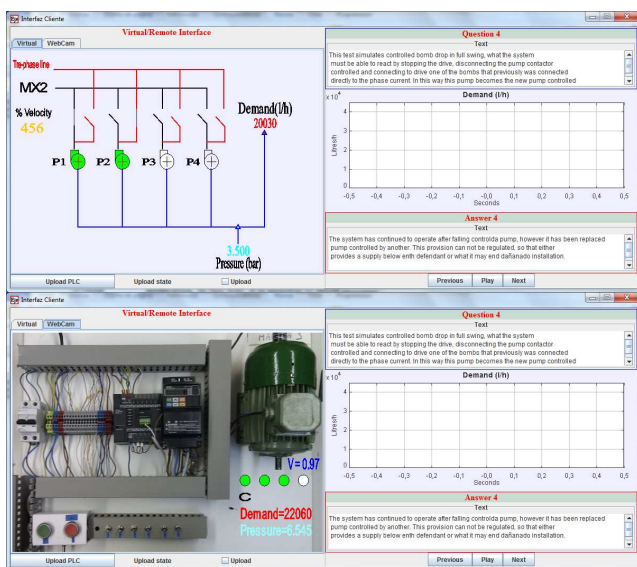 Interfaz Cliente
Virtual/Remote Interface
Virtual WebCam
Tre-phase line
MX2
% Velocity
456
Demand(l/h)
20030
P1 P2 P3 P4
3.500
Pressure (bar)
Upload PLC Upload state Upload
Question 4
Text
This test simulates controlled bomb drop in full swing, what the system
must be able to react by stopping the drive, disconnecting the pump contactor
controlled and connecting to drive one of the bombs that previously was connected
directly to the phase current. In this way this pump becomes the new pump controlled
Demand (l/h)
x 10^4
Litres/h
4
3
2
1
0
-0,5 -0,4 -0,3 -0,2 -0,1 -0,0 0,1 0,2 0,3 0,4 0,5
Seconds
Answer 4
Text
The system has continued to operate after falling controlda pump, however it has been replaced
pump controlled by another. This provision can not be regulated, so that either
provides a supply below enth defendant or what it may end dañanado installation.
Previous Play Next
Interfaz Cliente
Virtual/Remote Interface
Virtual WebCam
V = 0.97
C
Demand=22060
Pressure=6.545
Upload PLC Upload state Upload
Question 4
Text
This test simulates controlled bomb drop in full swing, what the system
must be able to react by stopping the drive, disconnecting the pump contactor
controlled and connecting to drive one of the bombs that previously was connected
directly to the phase current. In this way this pump becomes the new pump controlled
Demand (l/h)
x 10^4
Litres/h
4
3
2
1
0
-0,5 -0,4 -0,3 -0,2 -0,1 -0,0 0,1 0,2 0,3 0,4 0,5
Seconds
Answer 4
Text
The system has continued to operate after falling controlda pump, however it has been replaced
pump controlled by another. This provision can not be regulated, so that either
provides a supply below enth defendant or what it may end dañanado installation.
Previous Play Next